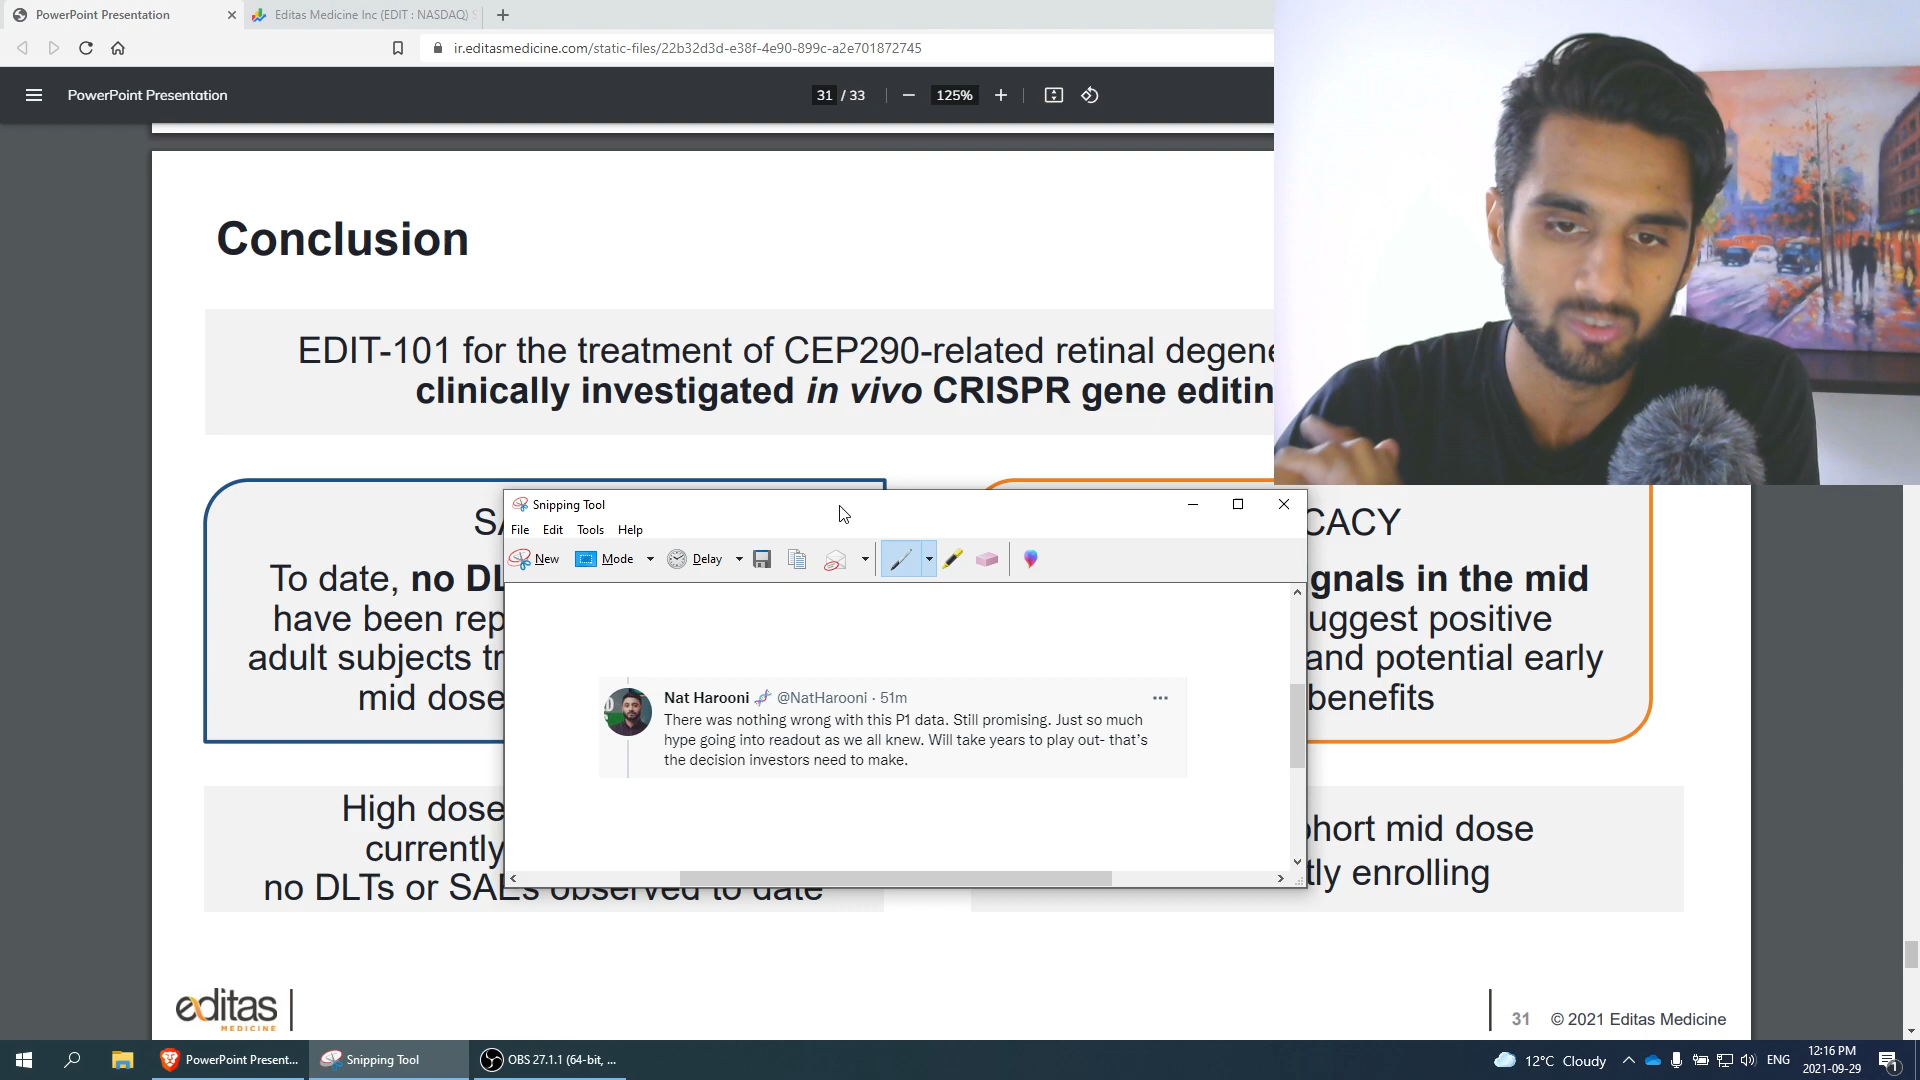 PowerPoint Presentation
Editas Medicine Inc (EDIT : NASDAQ)
ir.editasmedicine.com/static-files/22b32d3d-e38f-4e90-899c-a2e701872745
PowerPoint Presentation
31 / 33
125%
Conclusion
EDIT-101 for the treatment of CEP290-related retinal degene
clinically investigated in vivo CRISPR gene editin
SA
To date, no DL
have been rep
adult subjects tr
mid dose
CACY
gnals in the mid
uggest positive
and potential early
benefits
Snipping Tool
File Edit Tools Help
New Mode Delay
Nat Harooni @NatHarooni · 51m
There was nothing wrong with this P1 data. Still promising. Just so much
hype going into readout as we all knew. Will take years to play out- that's
the decision investors need to make.
High dose
currently
no DLTs or SAEs observed to date
ohort mid dose
tly enrolling
editas
MEDICINE
31 © 2021 Editas Medicine
PowerPoint Present...
Snipping Tool
OBS 27.1.1 (64-bit, ...
12°C Cloudy
ENG
12:16 PM
2021-09-29
1